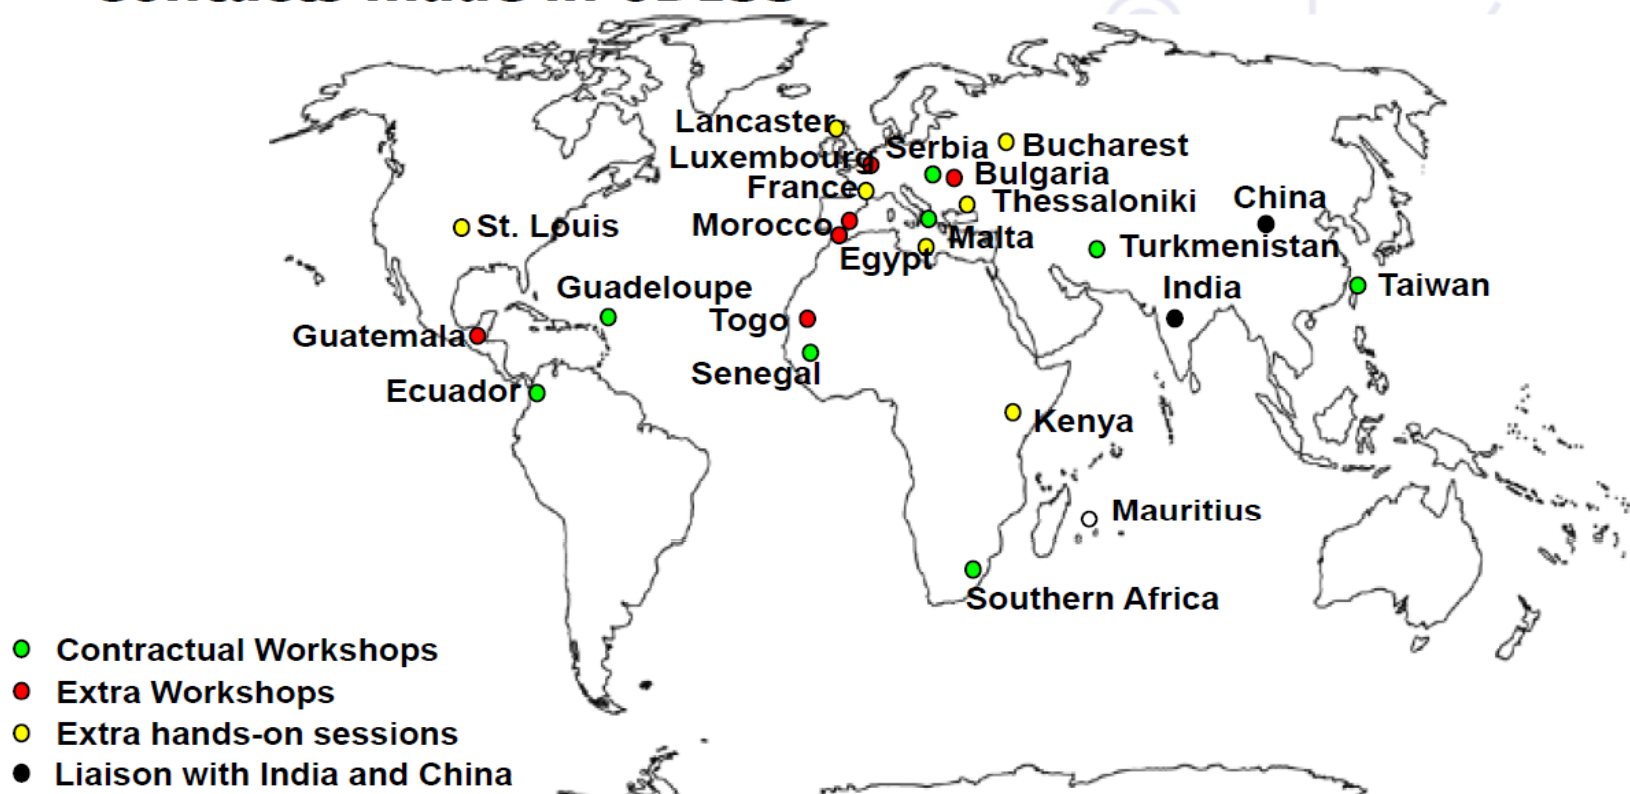 Lancaster
Luxembourg
Serbia
Bucharest
France
Bulgaria
Thessaloniki
China
St. Louis
Morocco
Malta
Turkmenistan
Egypt
India
Taiwan
Guadeloupe
Togo
Guatemala
Senegal
Ecuador
Kenya
Mauritius
Southern Africa
Contractual Workshops
Extra Workshops
Extra hands-on sessions
Liaison with India and China